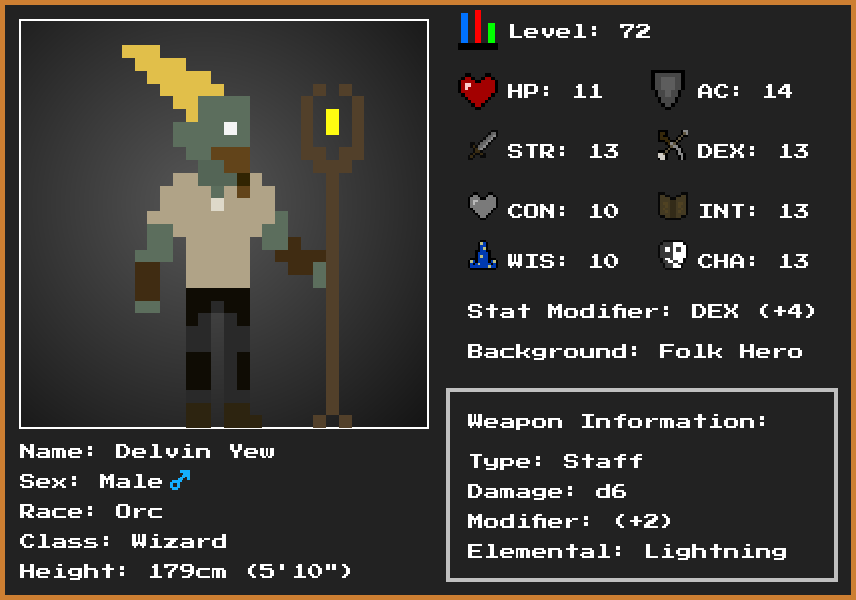 Level: 72
HP: 11 AC: 14
STR: 13 DEX: 13
CON: 10 INT: 13
WIS: 10 CHA: 13
Stat Modifier: DEX (+4)
Background: Folk Hero
Weapon Information:
Type: Staff
Damage: d6
Modifier: (+2)
Elemental: Lightning
Name: Delvin Yew
Sex: Male ♂
Race: Orc
Class: Wizard
Height: 179cm (5'10")